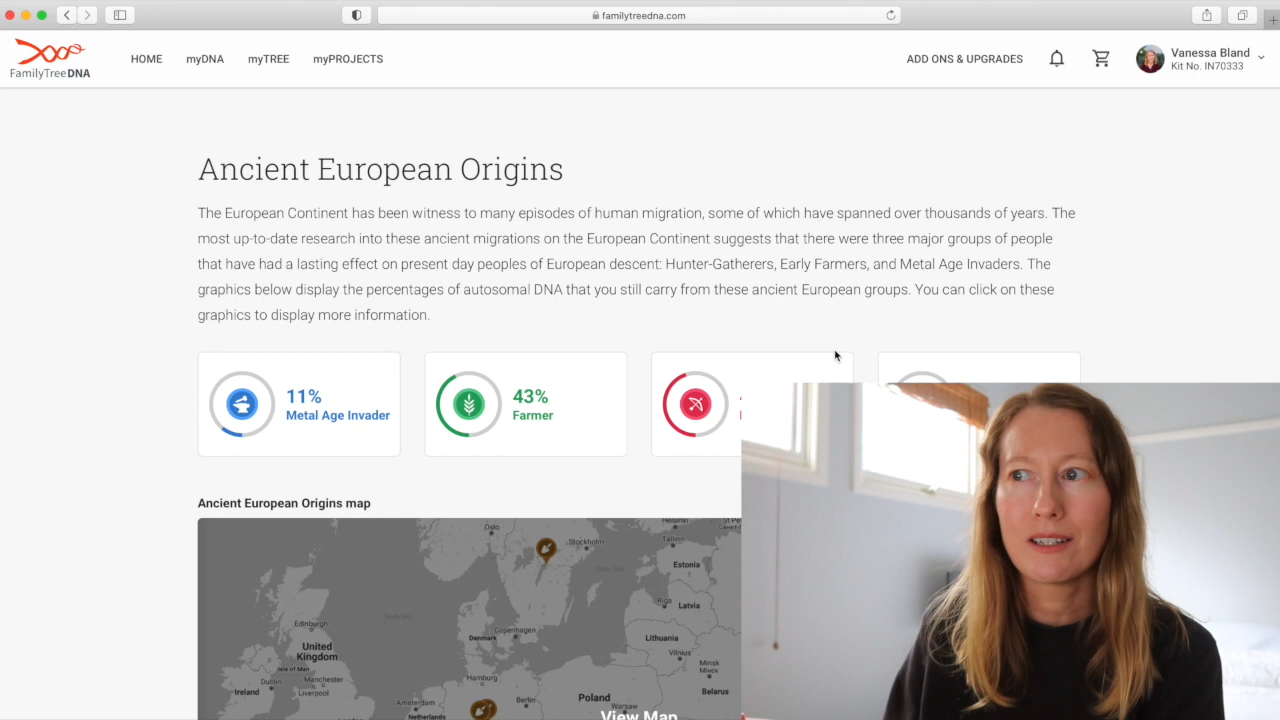 familytreedna.com
FamilyTreeDNA
HOME
myDNA
myTREE
myPROJECTS
ADD ONS & UPGRADES
Vanessa Bland
Kit No. IN70333
Ancient European Origins
The European Continent has been witness to many episodes of human migration, some of which have spanned over thousands of years. The
most up-to-date research into these ancient migrations on the European Continent suggests that there were three major groups of people
that have had a lasting effect on present day peoples of European descent: Hunter-Gatherers, Early Farmers, and Metal Age Invaders. The
graphics below display the percentages of autosomal DNA that you still carry from these ancient European groups. You can click on these
graphics to display more information.
11%
Metal Age Invader
43%
Farmer
Ancient European Origins map
Oslo
Stockholm
Helsinki
Tallinn
Estonia
Riga
Latvia
Edinburgh
United
Kingdom
Isle of Man
Dublin
Manchester
Ireland
Liverpool
Denmark
Copenhagen
Lithuania
Vilnius
Minsk
Минск
Hamburg
Belarus
Amsterdam
Berlin
Poland
Netherlands
Warsaw
View Map